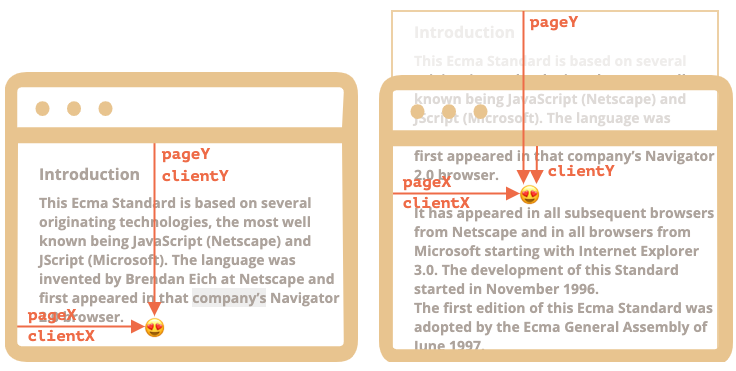 pageY
clientY
Introduction
This Ecma Standard is based on several
originating technologies, the most well
known being JavaScript (Netscape) and
JScript (Microsoft). The language was
invented by Brendan Eich at Netscape and
first appeared in that company's Navigator
2.0 browser.
pageX
clientX
pageY
Introduction
This Ecma Standard is based on several
known being JavaScript (Netscape) and
JScript (Microsoft). The language was
first appeared in that company's Navigator
2.0 browser.
clientY
pageX
clientX
It has appeared in all subsequent browsers
from Netscape and in all browsers from
Microsoft starting with Internet Explorer
3.0. The development of this Standard
started in November 1996.
The first edition of this Ecma Standard was
adopted by the Ecma General Assembly of
June 1997.